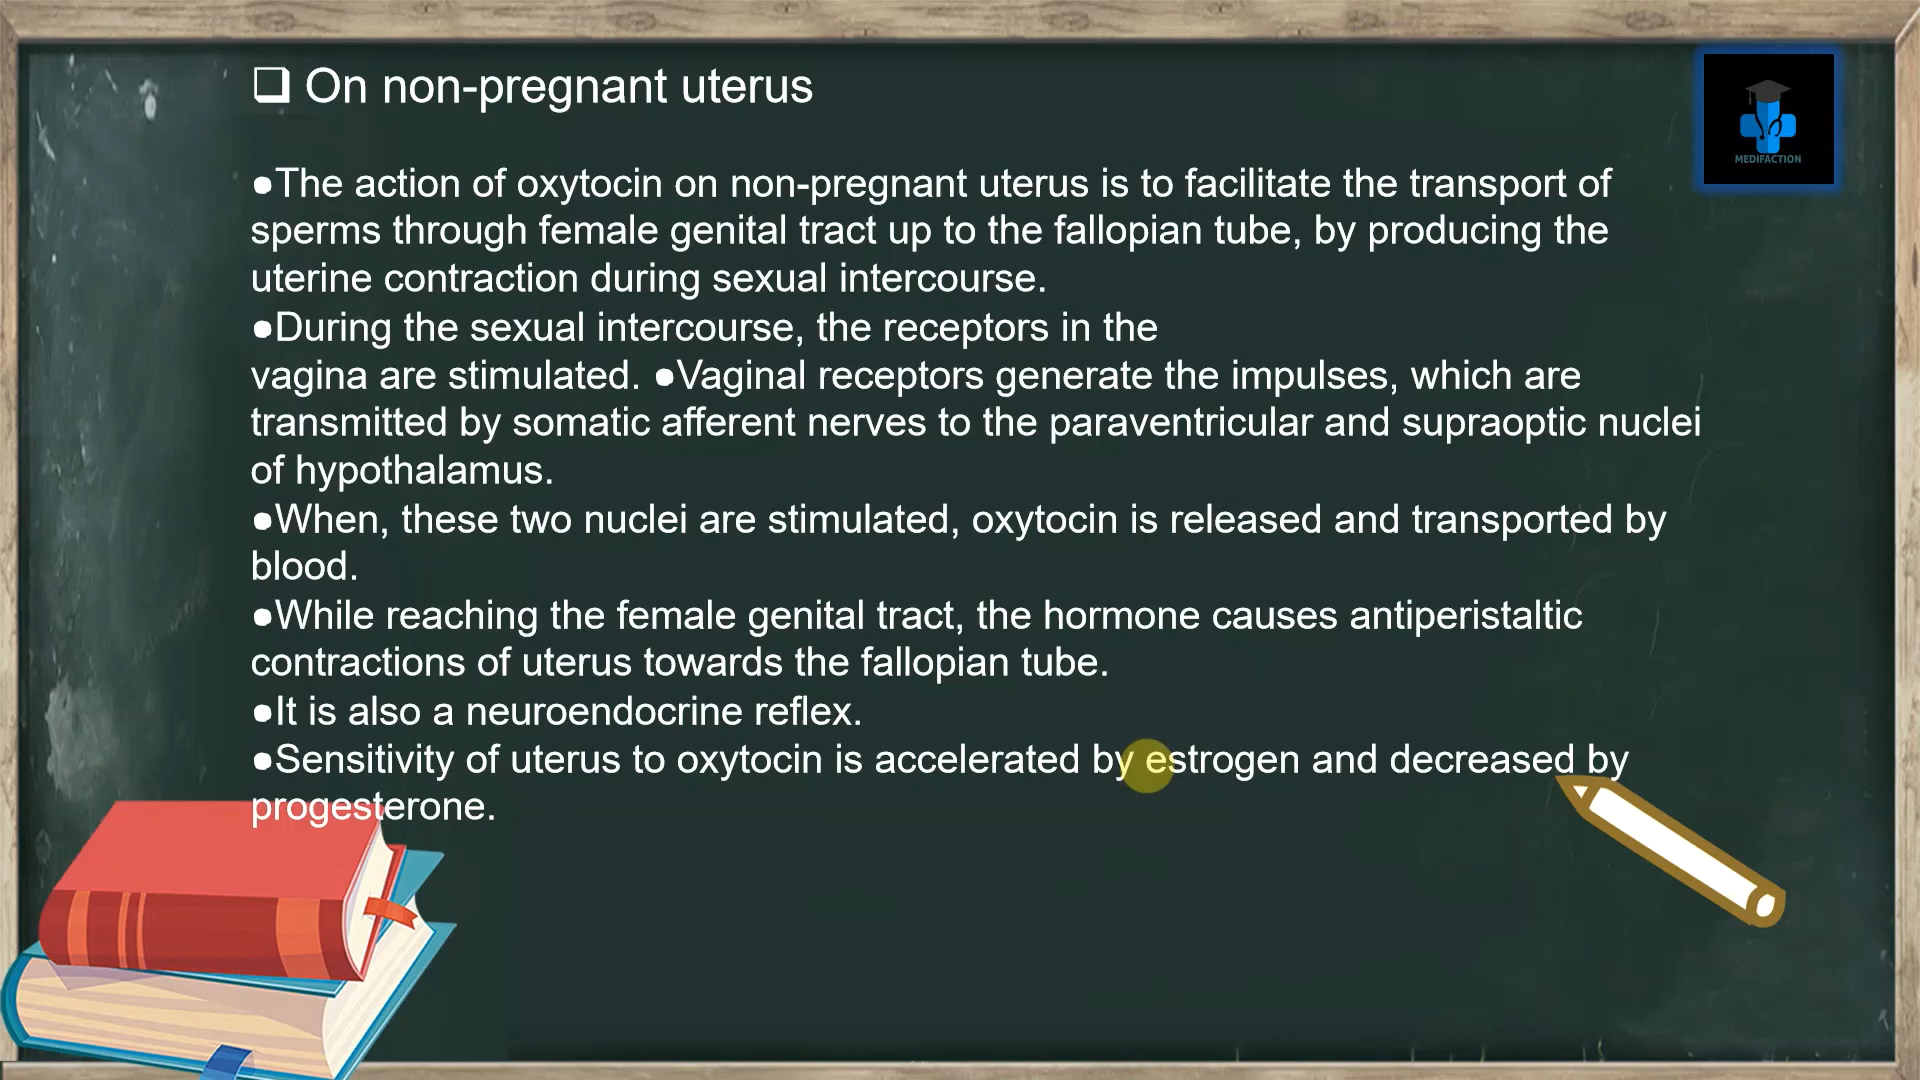 ❑ On non-pregnant uterus
MEDIFACTION
●The action of oxytocin on non-pregnant uterus is to facilitate the transport of
sperms through female genital tract up to the fallopian tube, by producing the
uterine contraction during sexual intercourse.
●During the sexual intercourse, the receptors in the
vagina are stimulated. ●Vaginal receptors generate the impulses, which are
transmitted by somatic afferent nerves to the paraventricular and supraoptic nuclei
of hypothalamus.
●When, these two nuclei are stimulated, oxytocin is released and transported by
blood.
●While reaching the female genital tract, the hormone causes antiperistaltic
contractions of uterus towards the fallopian tube.
●It is also a neuroendocrine reflex.
●Sensitivity of uterus to oxytocin is accelerated by estrogen and decreased by
progesterone.